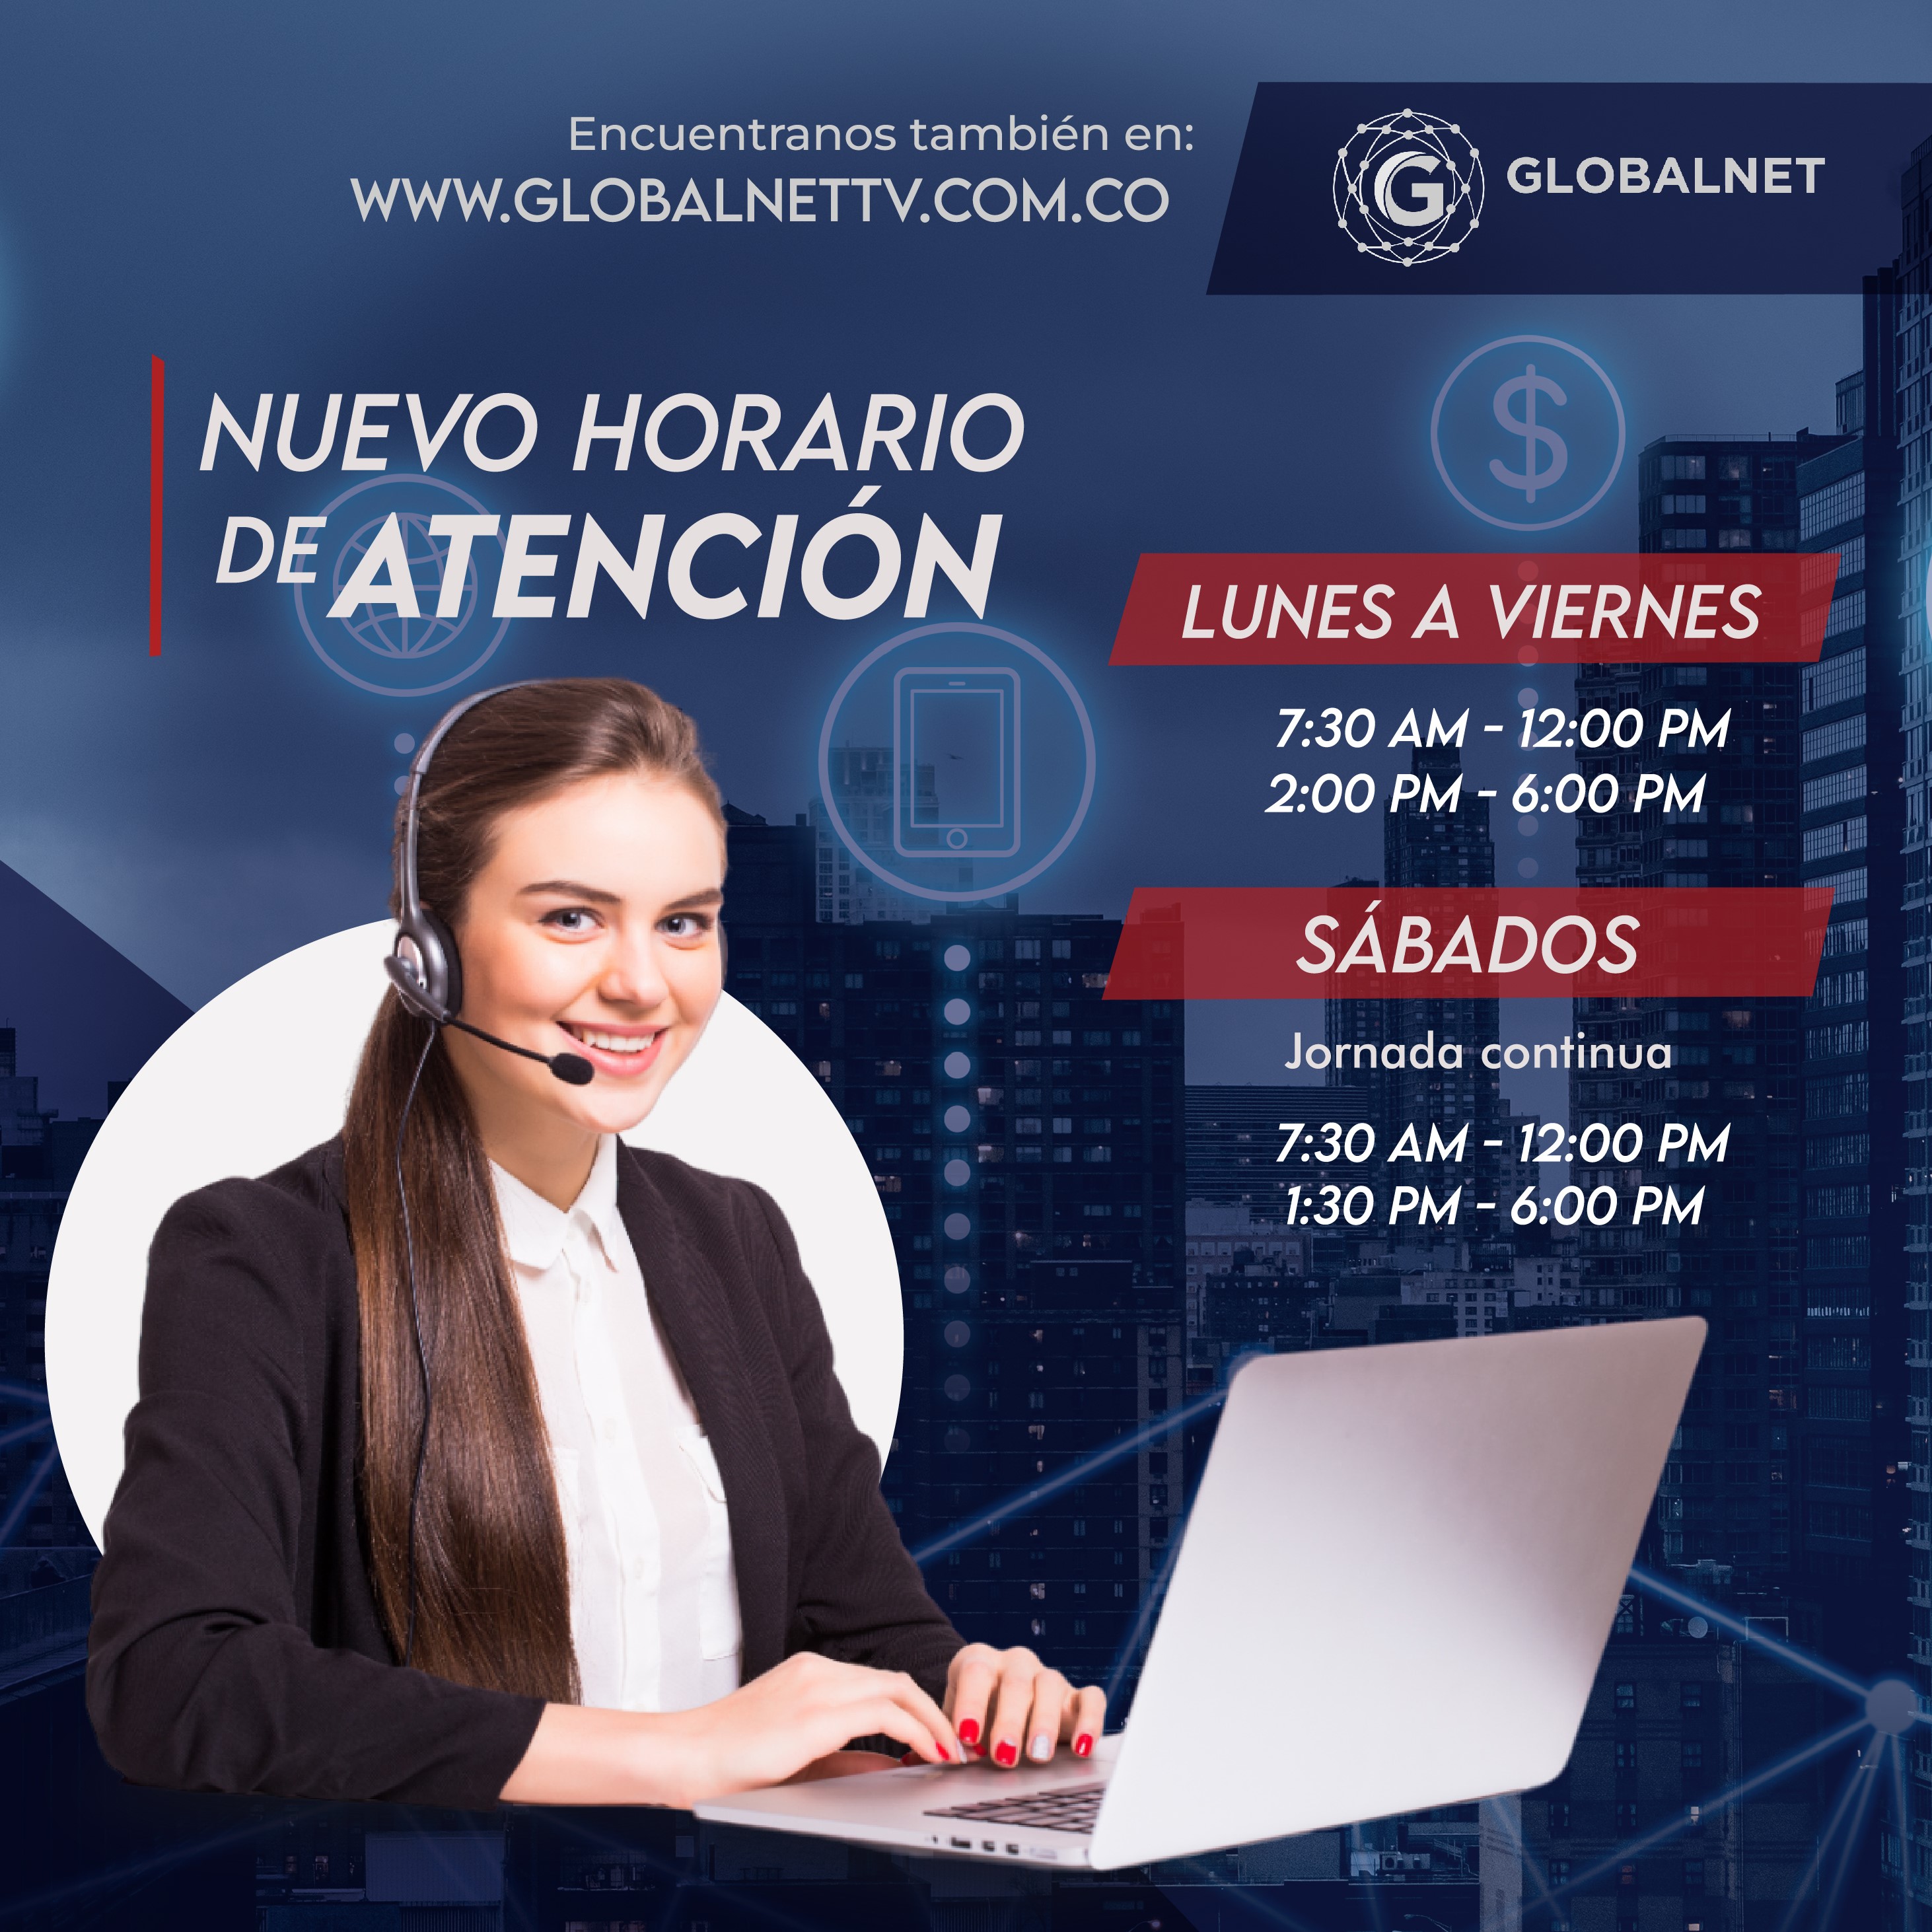 Encuentranos también en:
WWW.GLOBALNETTV.COM.CO
G GLOBALNET
NUEVO HORARIO
DE ATENCIÓN
$
LUNES A VIERNES
7:30 AM - 12:00 PM
2:00 PM - 6:00 PM
SÁBADOS
Jornada continua
7:30 AM - 12:00 PM
1:30 PM - 6:00 PM